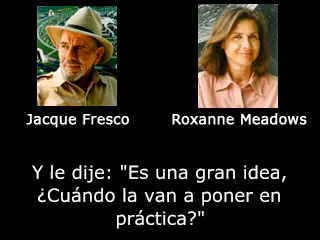 Jacque Fresco Roxanne Meadows
Y le dije: "Es una gran idea,
¿Cuándo la van a poner en
práctica?"